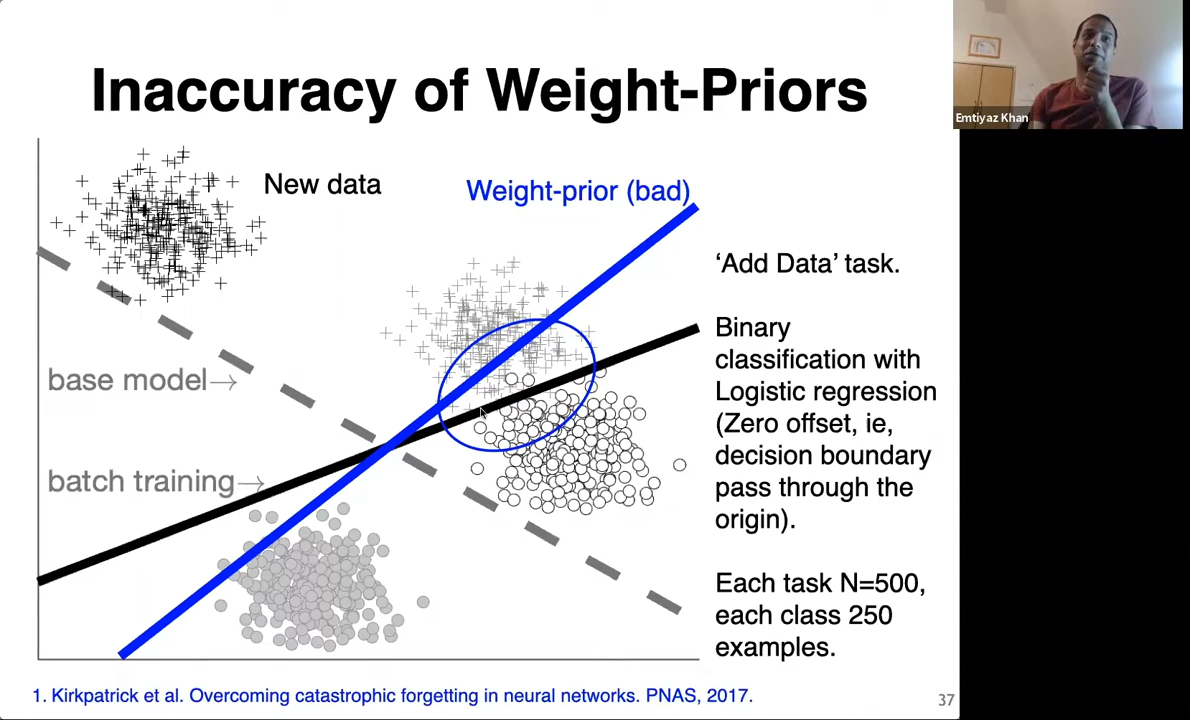 Inaccuracy of Weight-Priors
Emtiyaz Khan
New data
Weight-prior (bad)
base model→
batch training→
‘Add Data’ task.
Binary
classification with
Logistic regression
(Zero offset, ie,
decision boundary
pass through the
origin).
Each task N=500,
each class 250
examples.
1. Kirkpatrick et al. Overcoming catastrophic forgetting in neural networks. PNAS, 2017.
37